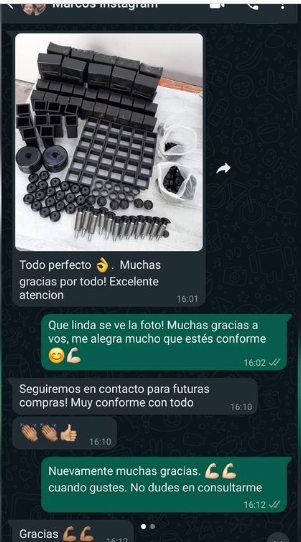 Marcos Instagram
Todo perfecto 👌. Muchas
gracias por todo! Excelente
atencion
16:01
Que linda se ve la foto! Muchas gracias a
vos, me alegra mucho que estés conforme
😊💪🏻
16:02
Seguiremos en contacto para futuras
compras! Muy conforme con todo
16:10
👏🏽👏🏽👍🏽
16:10
Nuevamente muchas gracias. 💪🏻💪🏻
cuando gustes. No dudes en consultarme
16:12
Gracias 💪🏽💪🏽
16:12